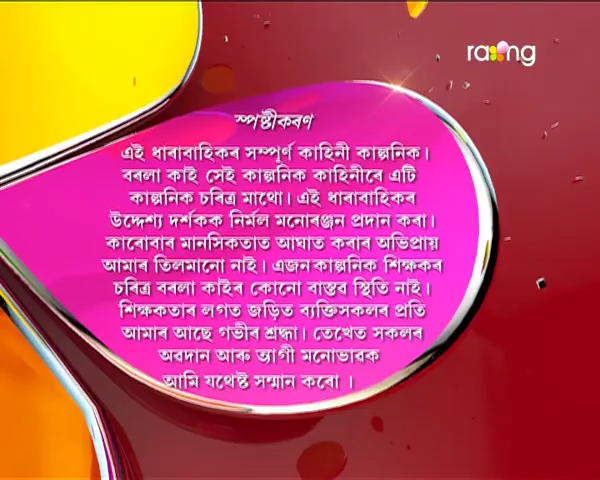 rang
স্পষ্টীকৰণ
এই ধাৰাবাহিকৰ সম্পূৰ্ণ কাহিনী কাল্পনিক।
বৰলা কাই সেই কাল্পনিক কাহিনীৰে এটি
কাল্পনিক চৰিত্ৰ মাথো। এই ধাৰাবাহিকৰ
উদ্দেশ্য দৰ্শকক নিৰ্মল মনোৰঞ্জন প্ৰদান কৰা।
কাৰোবাৰ মানসিকতাত আঘাত কৰাৰ অভিপ্ৰায়
আমাৰ তিলমানো নাই। এজন কাল্পনিক শিক্ষকৰ
চৰিত্ৰ বৰলা কাইৰ কোনো বাস্তৱ স্থিতি নাই।
শিক্ষকতাৰ লগত জড়িত ব্যক্তিসকলৰ প্ৰতি
আমাৰ আছে গভীৰ শ্ৰদ্ধা। তেখেত সকলৰ
অৱদান আৰু ত্যাগী মনোভাৱক
আমি যথেষ্ট সন্মান কৰো ।